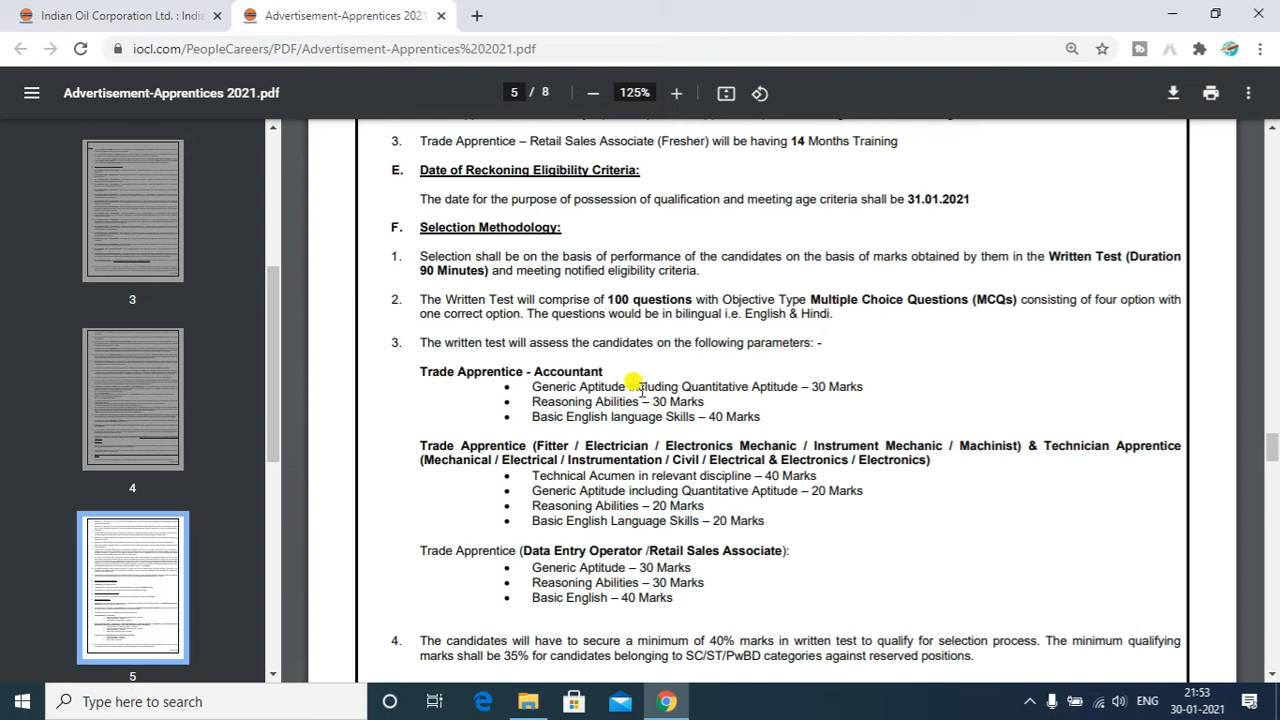 Indian Oil Corporation Ltd. : India
Advertisement-Apprentices 2021
iocl.com/PeopleCareers/PDF/Advertisement-Apprentices%202021.pdf
Advertisement-Apprentices 2021.pdf
5 / 8
125%
3. Trade Apprentice – Retail Sales Associate (Fresher) will be having 14 Months Training
E. Date of Reckoning Eligibility Criteria:
The date for the purpose of possession of qualification and meeting age criteria shall be 31.01.2021
F. Selection Methodology:
1. Selection shall be on the basis of performance of the candidates on the basis of marks obtained by them in the Written Test (Duration
90 Minutes) and meeting notified eligibility criteria.
2. The Written Test will comprise of 100 questions with Objective Type Multiple Choice Questions (MCQs) consisting of four option with
one correct option. The questions would be in bilingual i.e. English & Hindi.
3. The written test will assess the candidates on the following parameters: -
Trade Apprentice - Accountant
• Generic Aptitude including Quantitative Aptitude – 30 Marks
• Reasoning Abilities – 30 Marks
• Basic English language Skills – 40 Marks
Trade Apprentice (Fitter / Electrician / Electronics Mechanic / Instrument Mechanic / Machinist) & Technician Apprentice
(Mechanical / Electrical / Instrumentation / Civil / Electrical & Electronics / Electronics)
• Technical Acumen in relevant discipline – 40 Marks
• Generic Aptitude including Quantitative Aptitude – 20 Marks
• Reasoning Abilities – 20 Marks
• Basic English Language Skills – 20 Marks
Trade Apprentice (Data Entry Operator /Retail Sales Associate):
• Generic Aptitude – 30 Marks
• Reasoning Abilities – 30 Marks
• Basic English – 40 Marks
4. The candidates will have to secure a minimum of 40% marks in written test to qualify for selection process. The minimum qualifying
marks shall be 35% for candidates belonging to SC/ST/PwBD categories against reserved positions.
3
4
5
Type here to search
ENG
21:53
30-01-2021